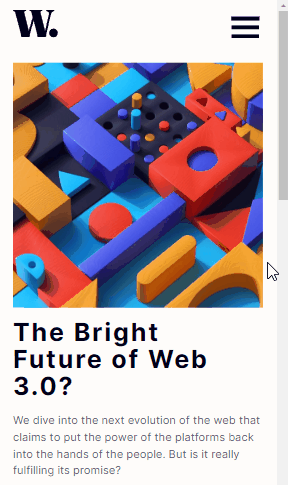 W.
The Bright
Future of Web
3.0?
We dive into the next evolution of the web that
claims to put the power of the platforms back
into the hands of the people. But is it really
fulfilling its promise?